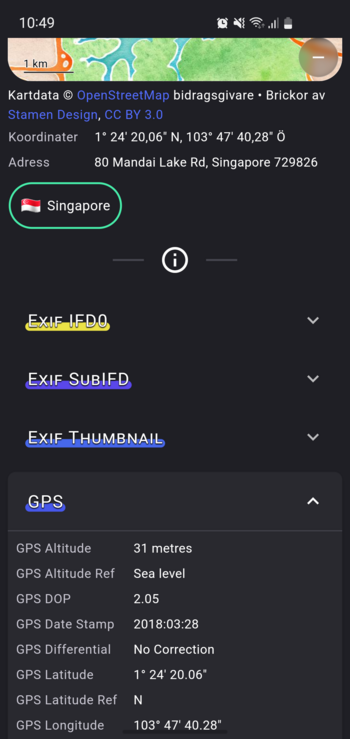 10:49
1 km
Kartdata © OpenStreetMap bidragsgivare • Brickor av
Stamen Design, CC BY 3.0
Koordinater 1° 24' 20,06" N, 103° 47' 40,28" Ö
Adress 80 Mandai Lake Rd, Singapore 729826
Singapore
Exif IFD0
Exif SubIFD
Exif Thumbnail
GPS
GPS Altitude 31 metres
GPS Altitude Ref Sea level
GPS DOP 2.05
GPS Date Stamp 2018:03:28
GPS Differential No Correction
GPS Latitude 1° 24' 20.06"
GPS Latitude Ref N
GPS Longitude 103° 47' 40.28"